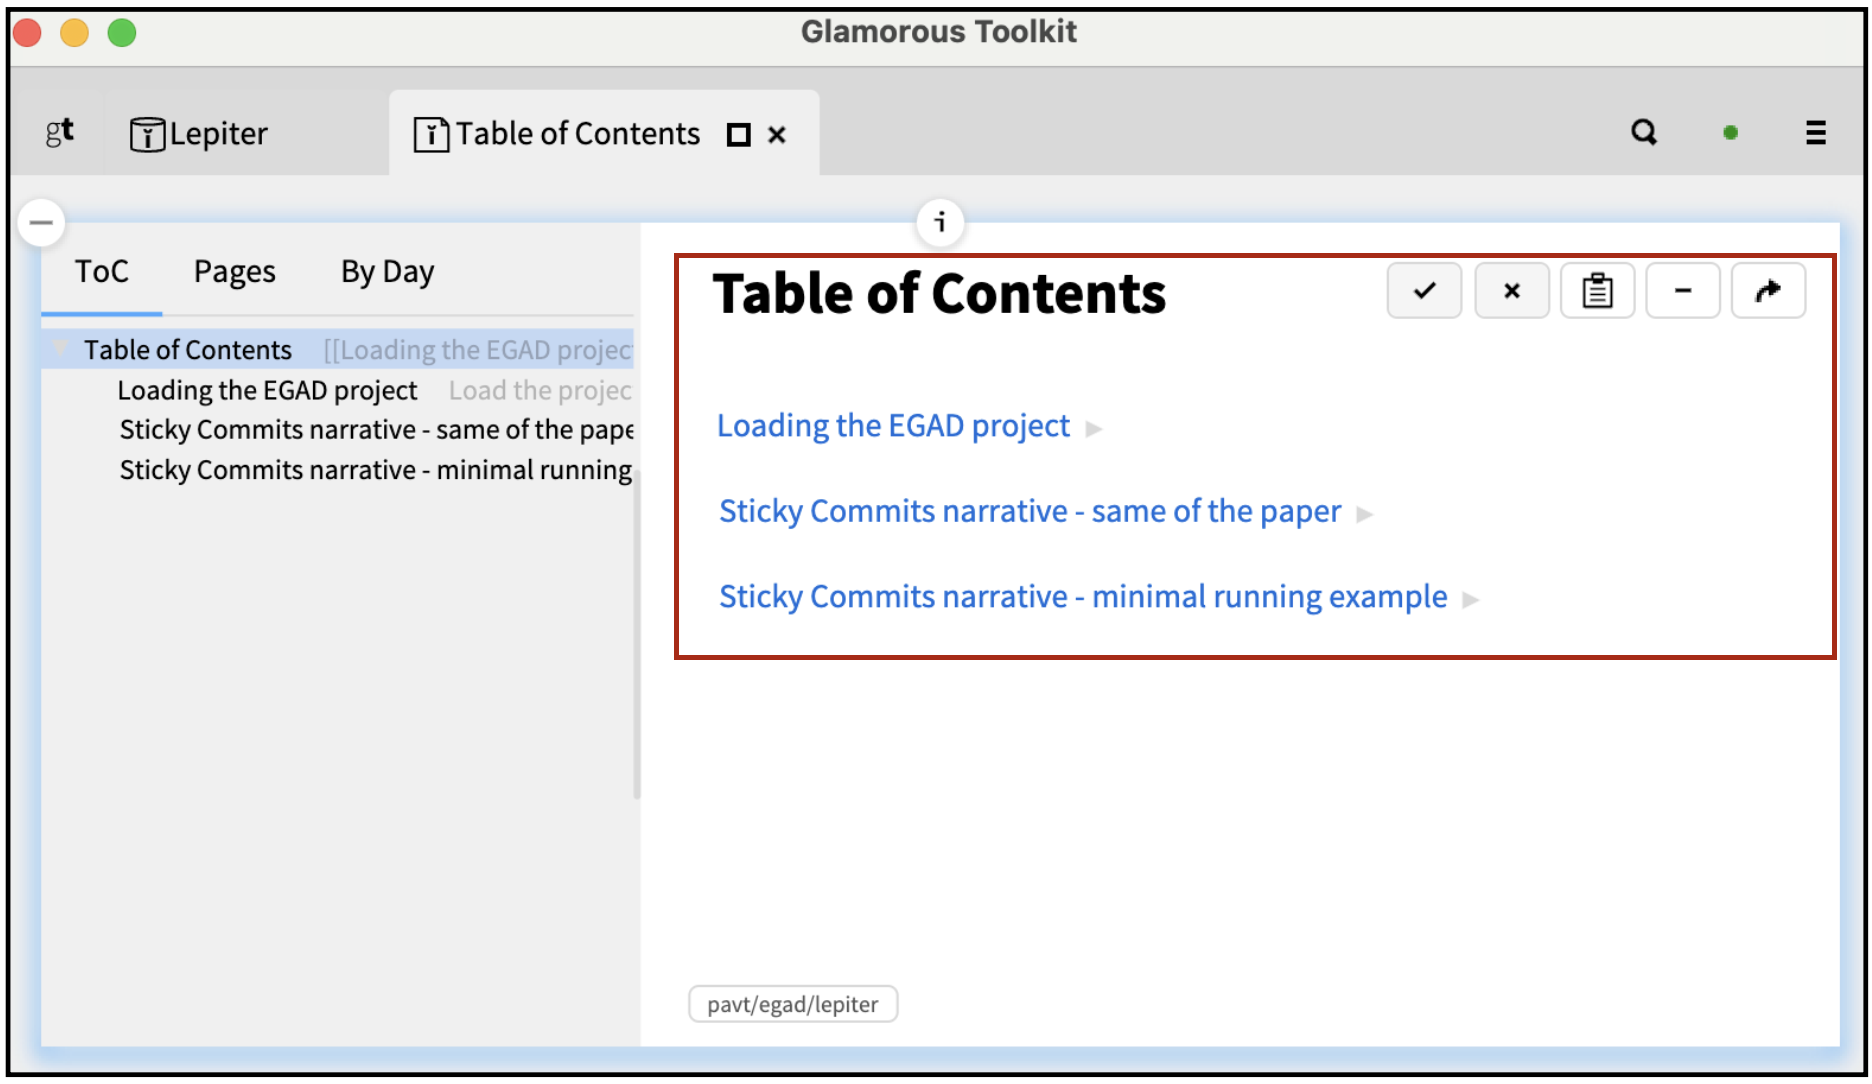 Glamorous Toolkit
gt
Lepiter
Table of Contents
i
ToC Pages By Day
Table of Contents [[Loading the EGAD project
Loading the EGAD project Load the projec
Sticky Commits narrative - same of the pape
Sticky Commits narrative - minimal running
Table of Contents
Loading the EGAD project
Sticky Commits narrative - same of the paper
Sticky Commits narrative - minimal running example
pavt/egad/lepiter